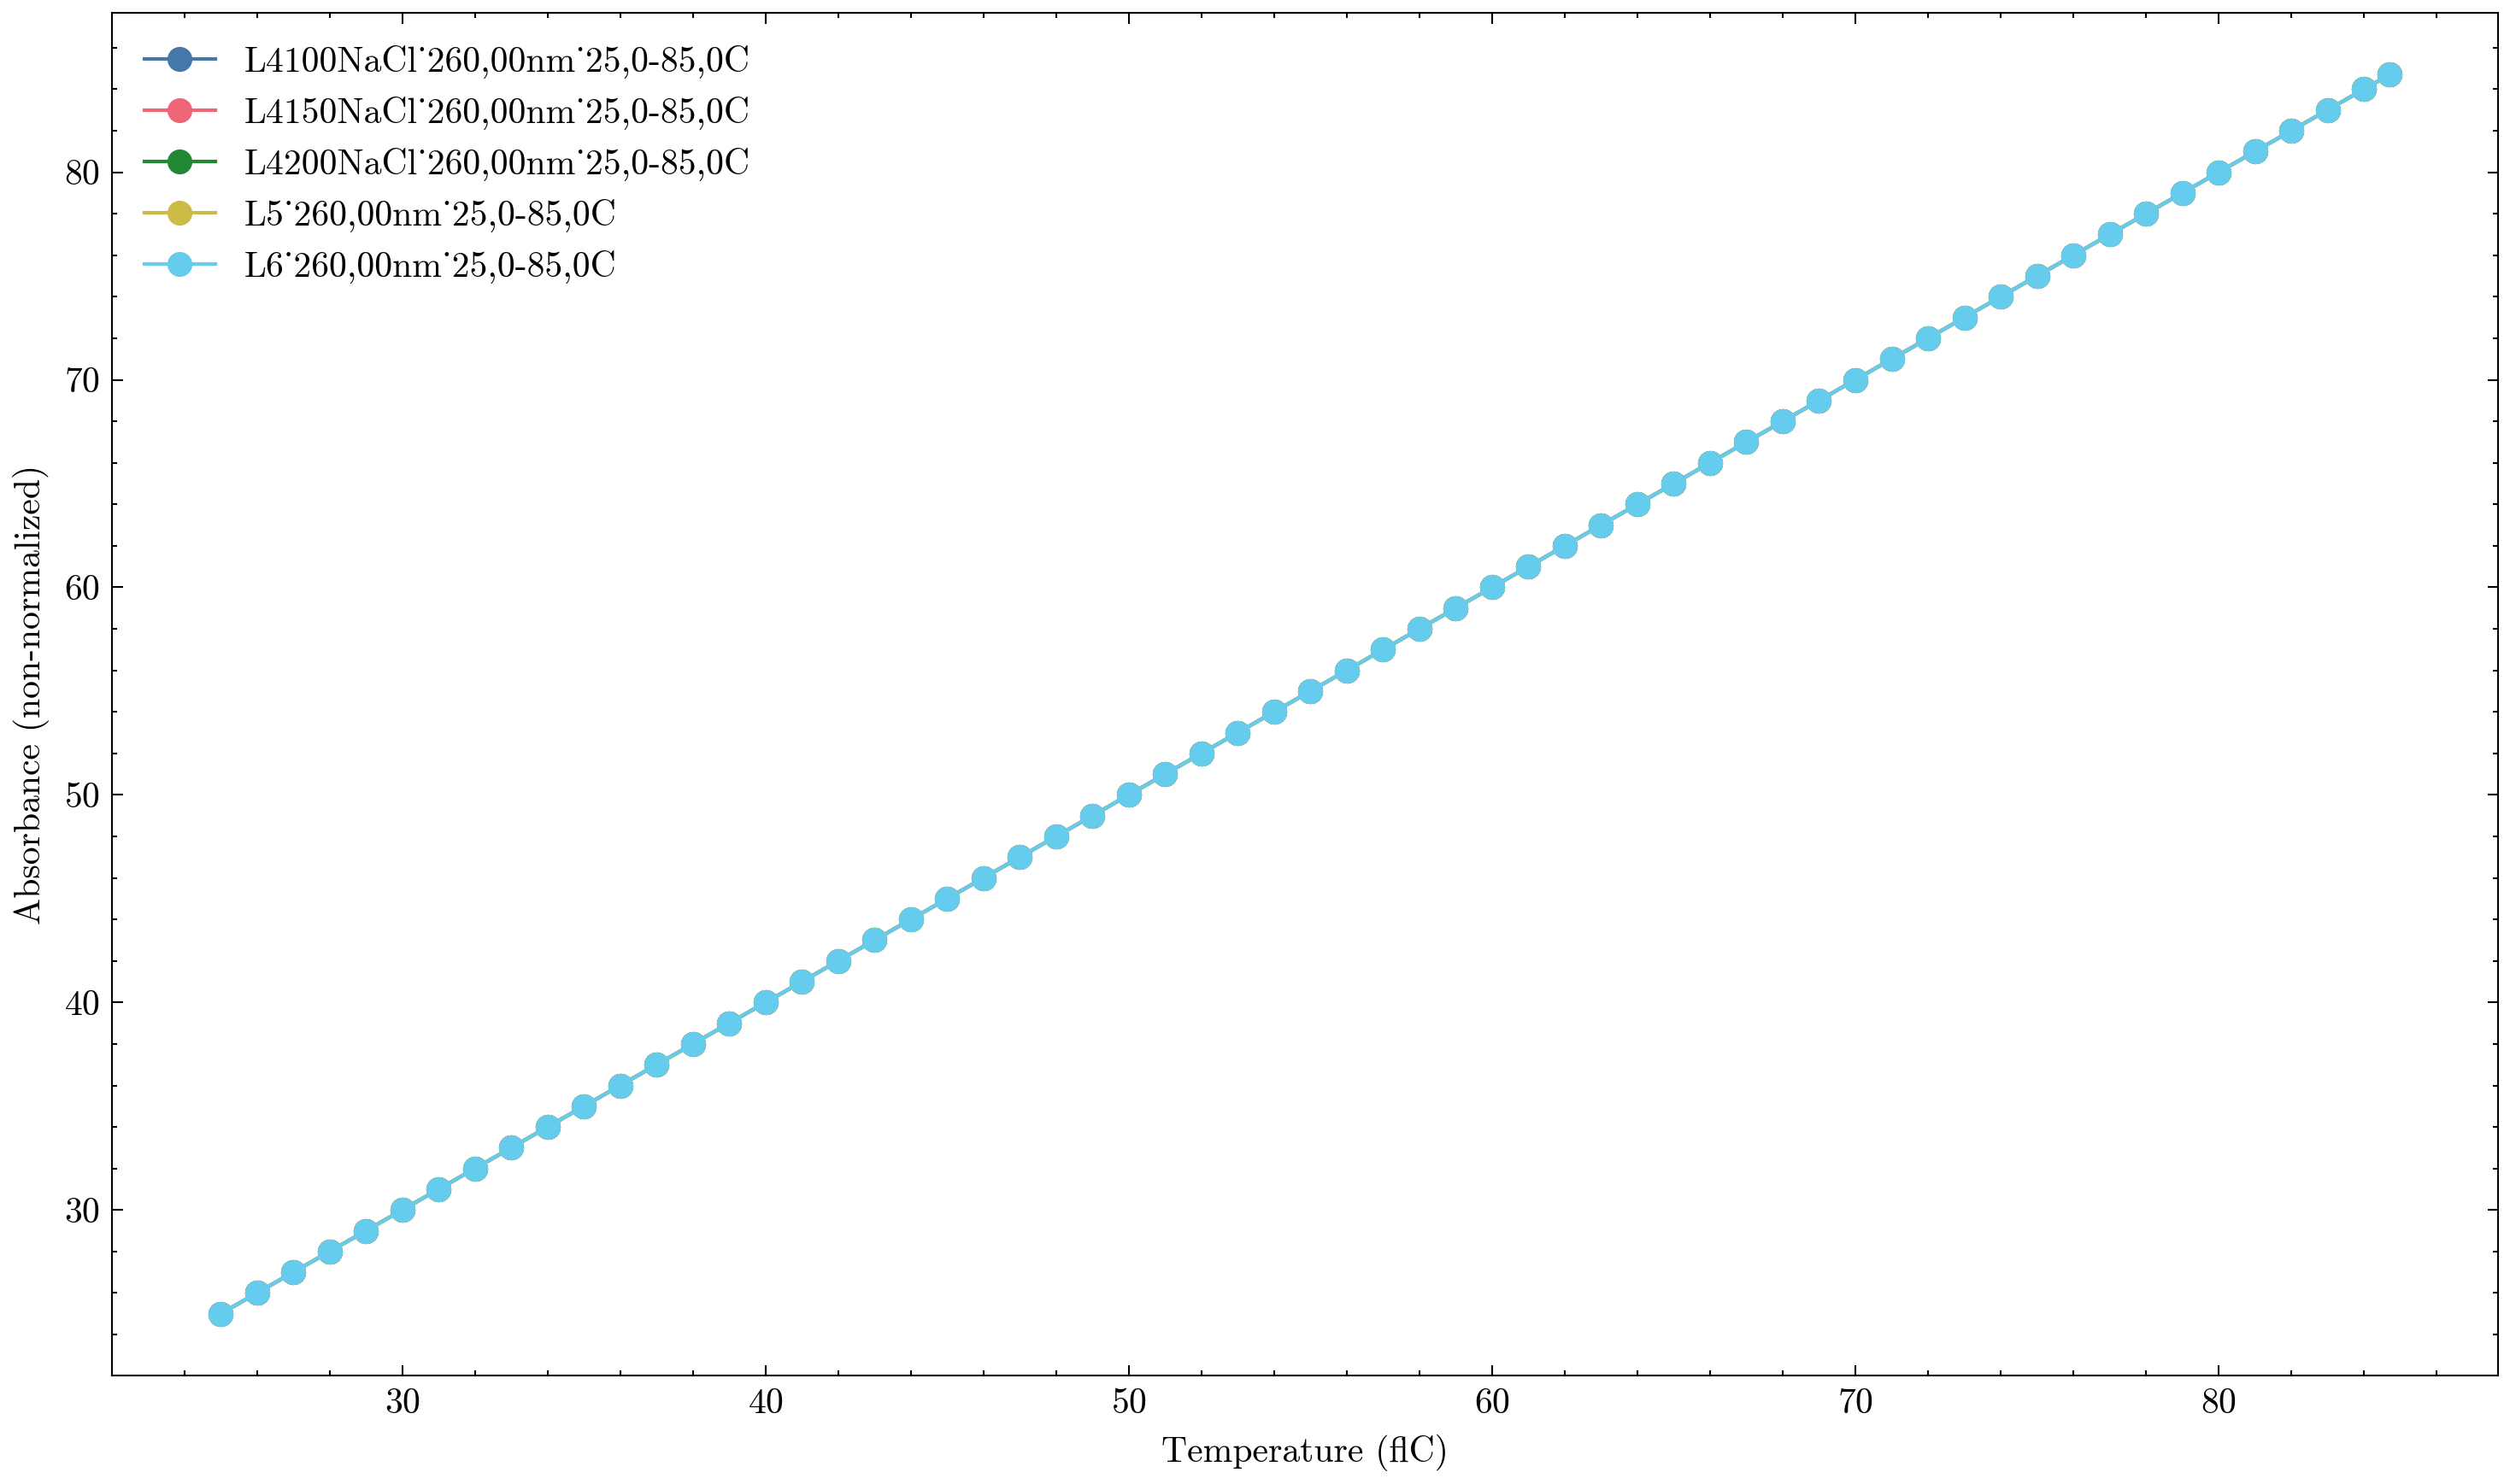 L4100NaCl˙260,00nm˙25,0-85,0C
L4150NaCl˙260,00nm˙25,0-85,0C
L4200NaCl˙260,00nm˙25,0-85,0C
L5˙260,00nm˙25,0-85,0C
L6˙260,00nm˙25,0-85,0C
80
70
60
50
40
30
Absorbance (non-normalized)
30 40 50 60 70 80
Temperature (flC)